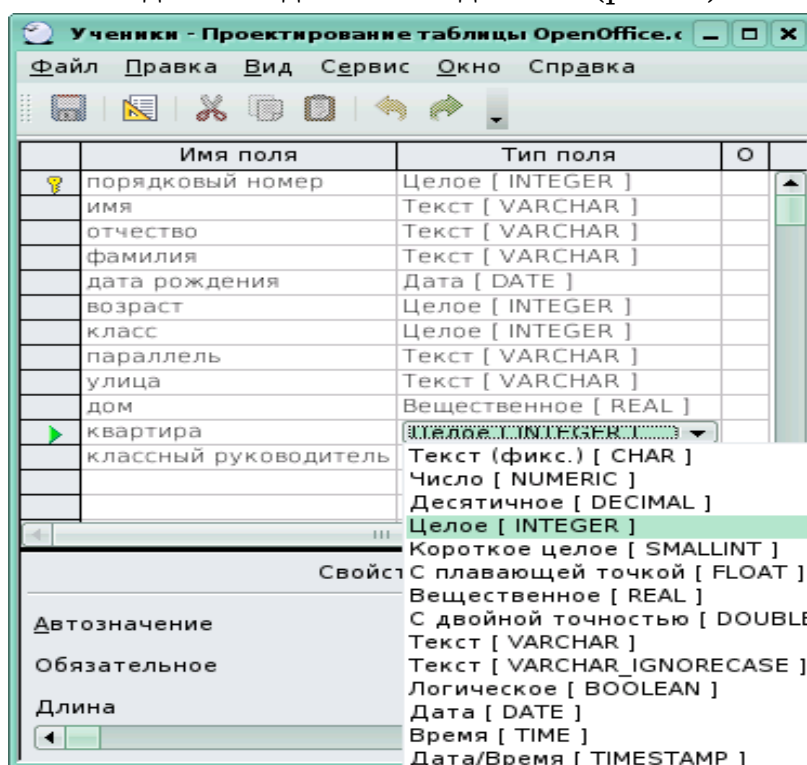 Ученики - Проектирование таблицы OpenOffice.c
Файл Правка Вид Сервис Окно Справка
Имя поля Тип поля О
порядковый номер Целое [ INTEGER ]
имя Текст [ VARCHAR ]
отчество Текст [ VARCHAR ]
фамилия Текст [ VARCHAR ]
дата рождения Дата [ DATE ]
возраст Целое [ INTEGER ]
класс Целое [ INTEGER ]
параллель Текст [ VARCHAR ]
улица Текст [ VARCHAR ]
дом Вещественное [ REAL ]
квартира Целое [ INTEGER ]
классный руководитель
Текст (фикс.) [ CHAR ]
Число [ NUMERIC ]
Десятичное [ DECIMAL ]
Целое [ INTEGER ]
Короткое целое [ SMALLINT ]
Свойст
С плавающей точкой [ FLOAT ]
Вещественное [ REAL ]
Автозначение
С двойной точностью [ DOUBLE
Текст [ VARCHAR ]
Обязательное
Текст [ VARCHAR_IGNORECASE ]
Логическое [ BOOLEAN ]
Длина
Дата [ DATE ]
Время [ TIME ]
Дата/Время [ TIMESTAMP ]